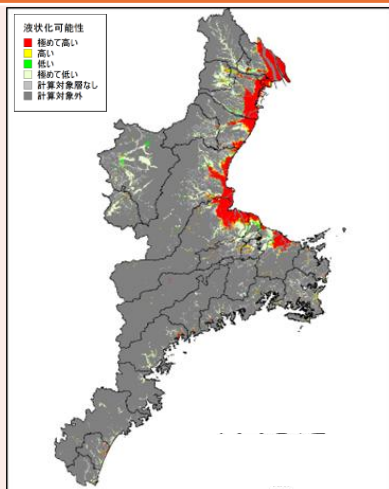 液状化可能性
極めて高い
高い
低い
極めて低い
計算対象層なし
計算対象外